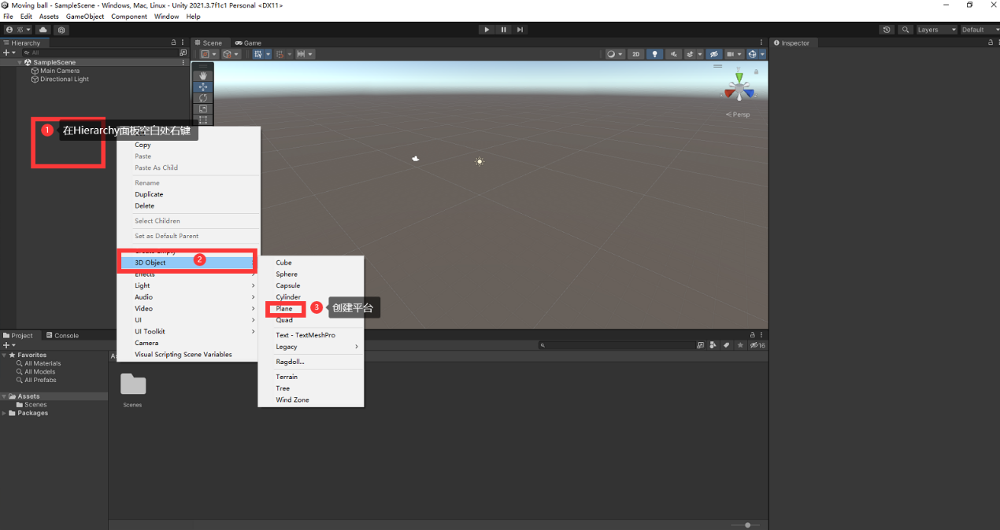 Moving ball - SampleScene - Windows, Mac, Linux - Unity 2021.3.7f1c1 Personal <DX11>
File Edit Assets GameObject Component Window Help
Layers Default
Hierarchy
Scene Game
Inspector
All
2D
SampleScene
Main Camera
Directional Light
Persp
1 在Hierarchy面板空白处右键
Copy
Paste
Paste As Child
Rename
Duplicate
Delete
Select Children
Set as Default Parent
Create Empty
3D Object 2
Effects
Light
Audio
Video
UI
UI Toolkit
Camera
Visual Scripting Scene Variables
Cube
Sphere
Capsule
Cylinder
Plane 3 创建平台
Quad
Text - TextMeshPro
Legacy
Ragdoll...
Terrain
Tree
Wind Zone
Project Console
16
Favorites
All Materials
All Models
All Prefabs
Assets
Scenes
Packages
Scenes